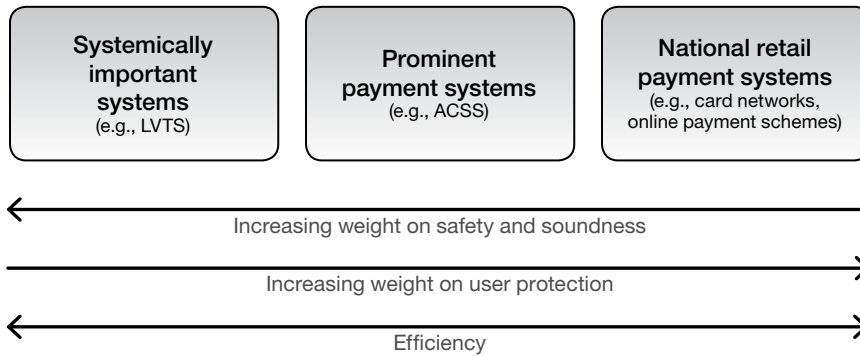 Systemically
important
systems
(e.g., LVTS)
Prominent
payment systems
(e.g., ACSS)
National retail
payment systems
(e.g., card networks,
online payment schemes)
Increasing weight on safety and soundness
Increasing weight on user protection
Efficiency